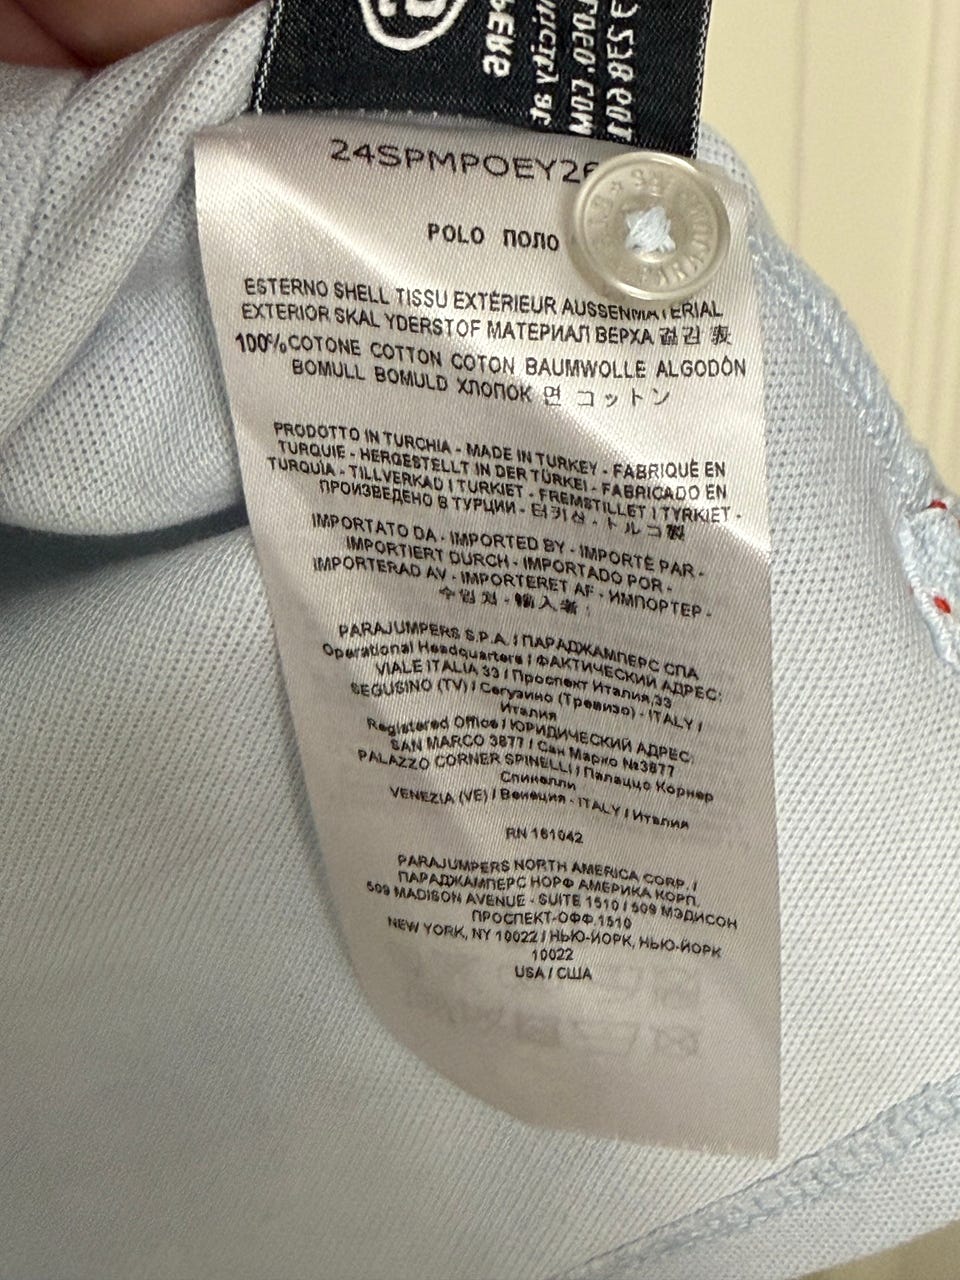 24SPMPOEY26
POLO ПОЛО
ESTERNO SHELL TISSU EXTÉRIEUR AUSSENMATERIAL
EXTERIOR SKAL YDERSTOF МАТЕРИАЛ ВЕРХА 겉감 表
100%COTONE COTTON COTON BAUMWOLLE ALGODÓN
BOMULL BOMULD ХЛОПОК 면 コットン
PRODOTTO IN TURCHIA - MADE IN TURKEY - FABRIQUÉ EN
TURQUIE - HERGESTELLT IN DER TÜRKEI - FABRICADO EN
TURQUÌA - TILLVERKAD I TURKIET - FREMSTILLET I TYRKIET -
ПРОИЗВЕДЕНО В ТУРЦИИ - 터키산 - トルコ製
IMPORTATO DA - IMPORTED BY - IMPORTÉ PAR -
IMPORTIERT DURCH - IMPORTADO POR -
IMPORTERAD AV - IMPORTERET AF - ИМПОРТЕР -
수입처 - 輸入者 :
PARAJUMPERS S.P.A. / ПАРАДЖАМПЕРС СПА
Operational Headquarters / ФАКТИЧЕСКИЙ АДРЕС:
VIALE ITALIA 33 / Проспект Италия,33
SEGUSINO (TV) / Сегузино (Тревизо) - ITALY /
Италия
Registered Office / ЮРИДИЧЕСКИЙ АДРЕС:
SAN MARCO 3877 / Сан Марко №3877
PALAZZO CORNER SPINELLI / Палаццо Корнер
Спинелли
VENEZIA (VE) / Венеция - ITALY / Италия
RN 161042
PARAJUMPERS NORTH AMERICA CORP. /
ПАРАДЖАМПЕРС НОРФ АМЕРИКА КОРП.
509 MADISON AVENUE - SUITE 1510 / 509 МЭДИСОН
ПРОСПЕКТ-ОФФ.1510
NEW YORK, NY 10022 / НЬЮ-ЙОРК, НЬЮ-ЙОРК
10022
USA / США